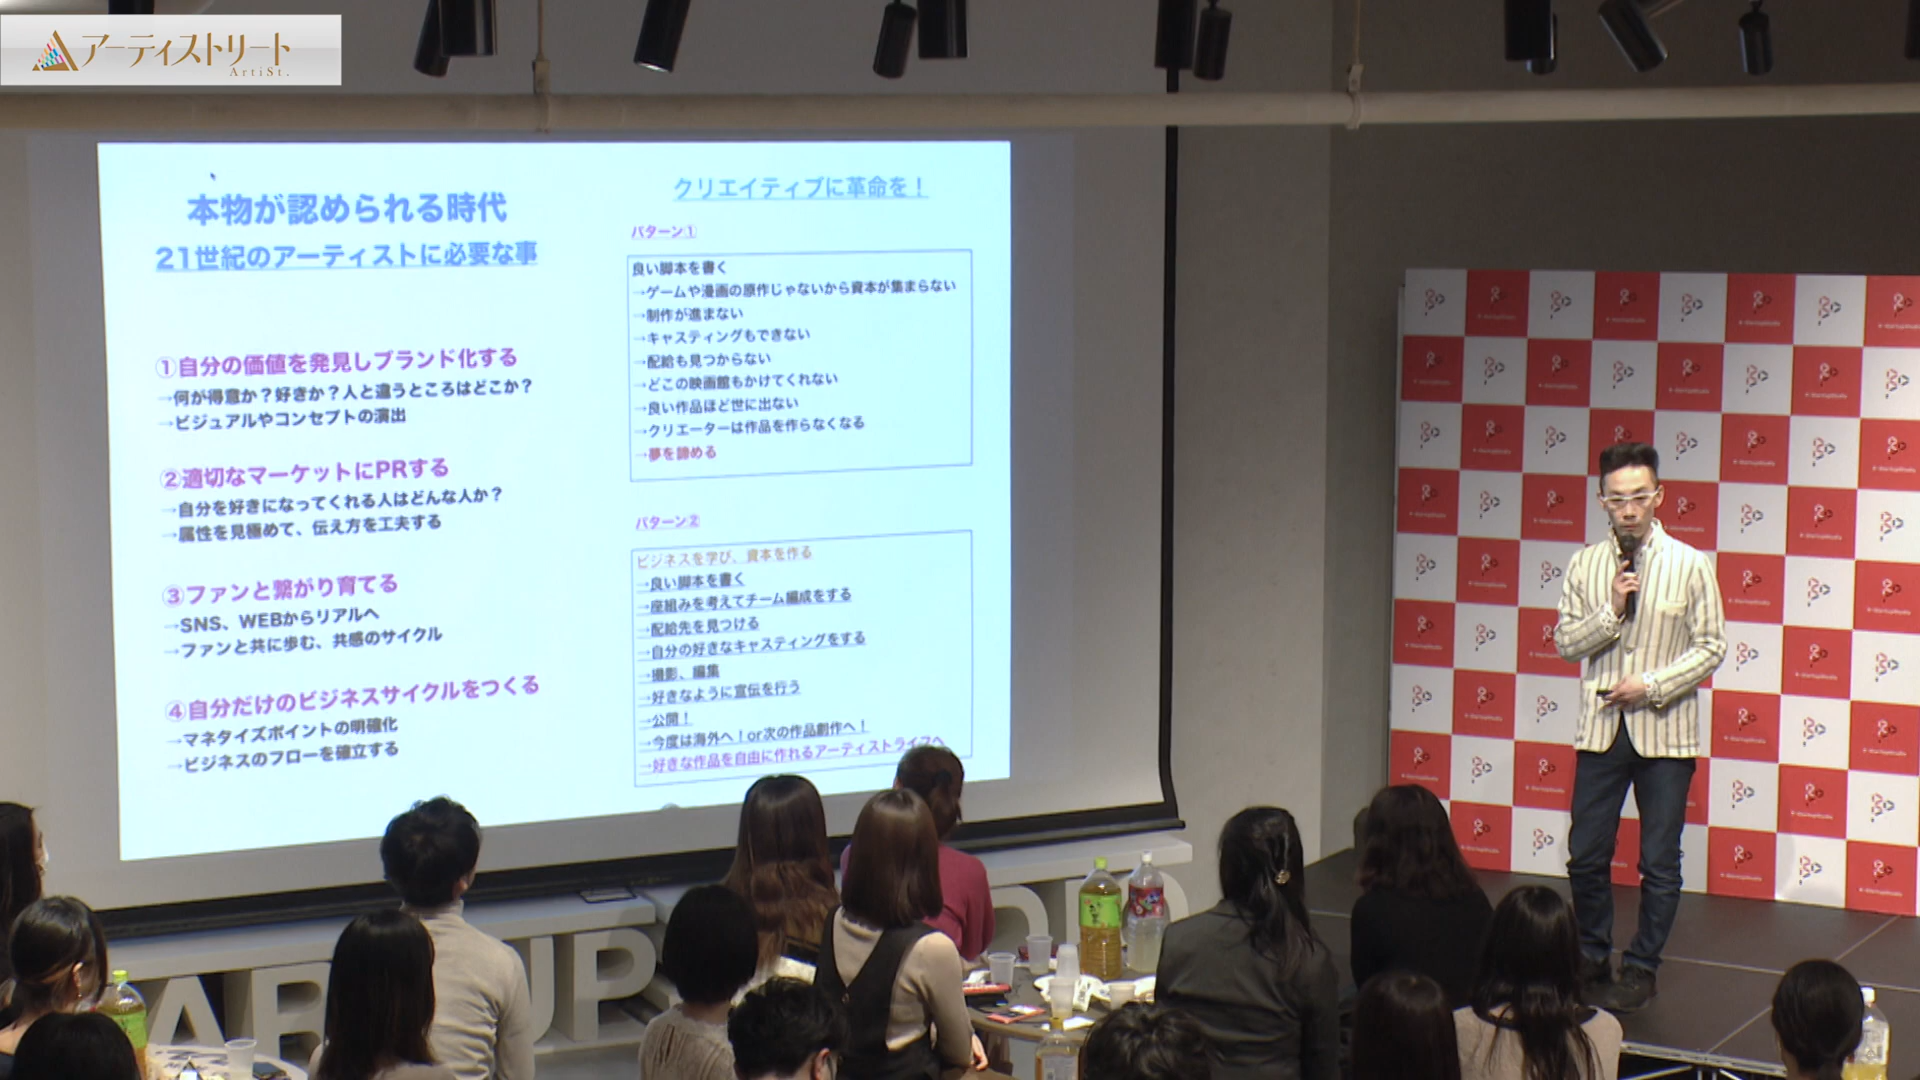 アーティストリート
ArtiSt.
本物が認められる時代
21世紀のアーティストに必要な事
①自分の価値を発見しブランド化する
→何が得意か？好きか？人と違うところはどこか？
→ビジュアルやコンセプトの演出
②適切なマーケットにPRする
→自分を好きになってくれる人はどんな人か？
→属性を見極めて、伝え方を工夫する
③ファンと繋がり育てる
→SNS、WEBからリアルへ
→ファンと共に歩む、共感のサイクル
④自分だけのビジネスサイクルをつくる
→マネタイズポイントの明確化
→ビジネスのフローを確立する
クリエイティブに革命を！
パターン①
良い脚本を書く
→ゲームや漫画の原作じゃないから資本が集まらない
→制作が進まない
→キャスティングもできない
→配給も見つからない
→どこの映画館もかけてくれない
→良い作品ほど世に出ない
→クリエーターは作品を作らなくなる
→夢を諦める
パターン②
ビジネスを学び、資本を作る
→良い脚本を書く
→座組みを考えてチーム編成をする
→配給先を見つける
→自分の好きなキャスティングをする
→撮影、編集
→好きなように宣伝を行う
→公開！
→今度は海外へ！or次の作品創作へ！
→好きな作品を自由に作れるアーティストライフへ